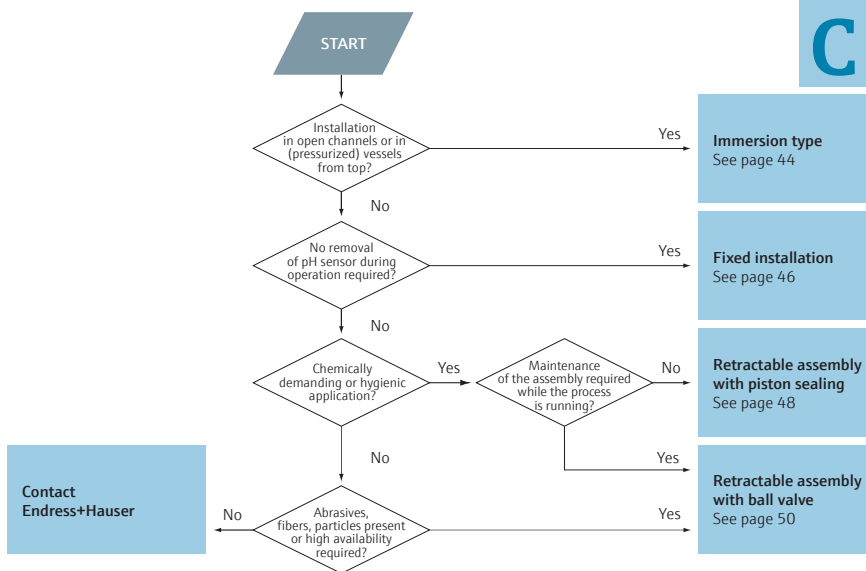 START
C
Installation
in open channels or in
(pressurized) vessels
from top?
Yes
Immersion type
See page 44
No
No removal
of pH sensor during
operation required?
Yes
Fixed installation
See page 46
No
Chemically
demanding or hygienic
application?
Yes
Maintenance
of the assembly required
while the process
is running?
No
Retractable assembly
with piston sealing
See page 48
No
Yes
Contact
Endress+Hauser
No
Abrasives,
fibers, particles present
or high availability
required?
Yes
Retractable assembly
with ball valve
See page 50